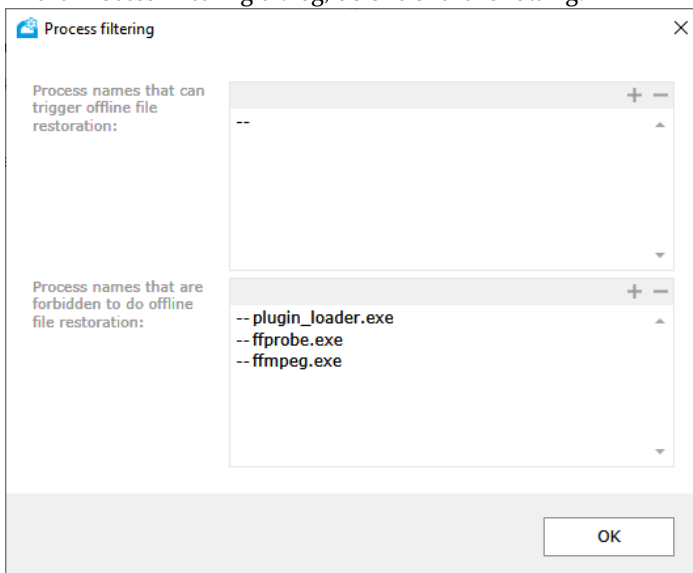 Process filtering
Process names that can
trigger offline file
restoration:
--
Process names that are
forbidden to do offline
file restoration:
-- plugin_loader.exe
-- ffprobe.exe
-- ffmpeg.exe
OK